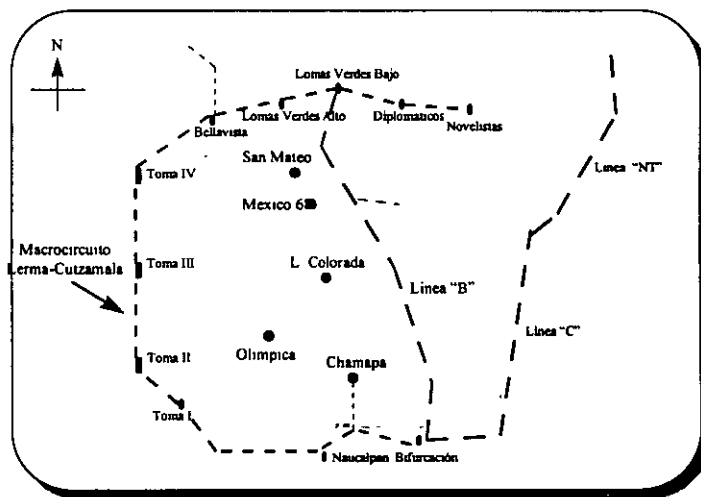 N
Lomas Verdes Bajo
Bellavista
Lomas Verdes Alto
Diplomaticos
Novelistas
San Mateo
Toma IV
Linea "NT"
Mexico 6
Macrocircuito
Lerma-Cutzamala
Toma III
L Colorada
Linea "B"
Linea "C"
Olimpica
Toma II
Chamapa
Toma I
Naucalpan
Bifurcación